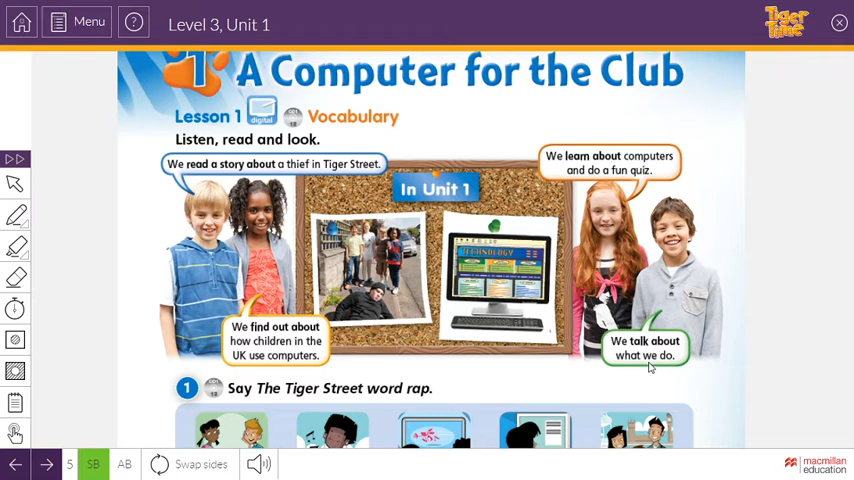 Menu
?
Level 3, Unit 1
Tiger Time
1 A Computer for the Club
Lesson 1 digital CD1 18 Vocabulary
Listen, read and look.
We read a story about a thief in Tiger Street.
We learn about computers
and do a fun quiz.
In Unit 1
TECHNOLOGY
We find out about
how children in the
UK use computers.
We talk about
what we do.
1 Say The Tiger Street word rap.
5 SB AB Swap sides
macmillan
education